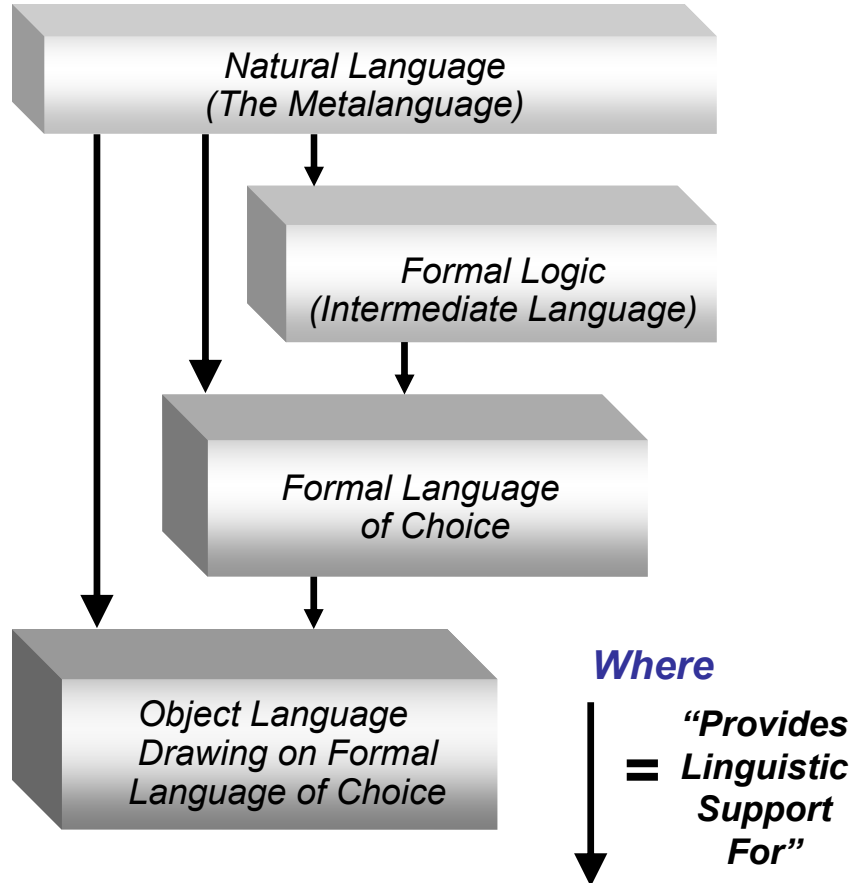 Natural Language
(The Metalanguage)
Formal Logic
(Intermediate Language)
Formal Language
of Choice
Object Language
Drawing on Formal
Language of Choice
Where
=
“Provides
Linguistic
Support
For”